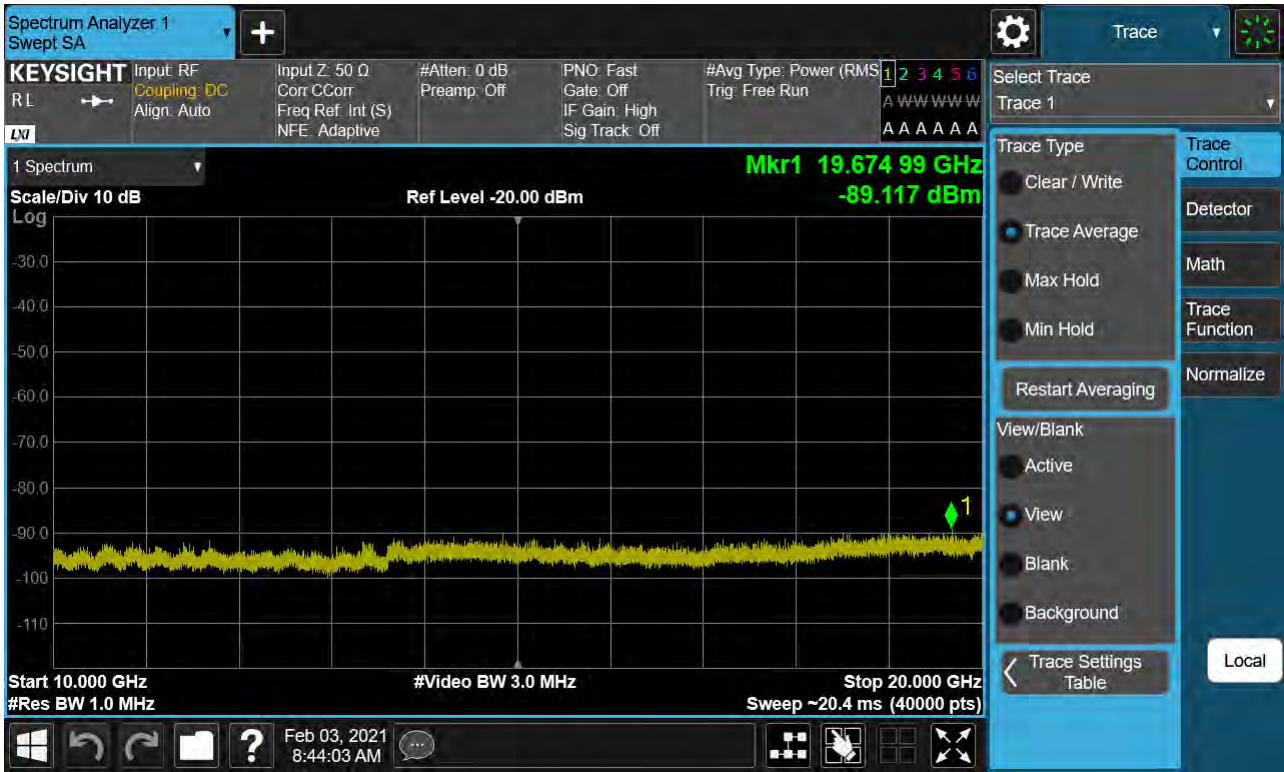 Spectrum Analyzer 1
Swept SA
Trace
KEYSIGHT
RL
LXI
Input: RF
Coupling: DC
Align: Auto
Input Z: 50 Ω
Corr CCorr
Freq Ref: Int (S)
NFE: Adaptive
#Atten: 0 dB
Preamp: Off
PNO: Fast
Gate: Off
IF Gain: High
Sig Track: Off
#Avg Type: Power (RMS
Trig: Free Run
1 2 3 4 5 6
A W W W W W
A A A A A A
Select Trace
Trace 1
1 Spectrum
Mkr1 19.674 99 GHz
Scale/Div 10 dB
Ref Level -20.00 dBm
-89.117 dBm
Log
-30.0
-40.0
-50.0
-60.0
-70.0
-80.0
-90.0
-100
-110
1
Start 10.000 GHz
#Video BW 3.0 MHz
Stop 20.000 GHz
#Res BW 1.0 MHz
Sweep ~20.4 ms (40000 pts)
Trace Type
Clear / Write
Trace Average
Max Hold
Min Hold
Restart Averaging
View/Blank
Active
View
Blank
Background
Trace Settings
Table
Trace
Control
Detector
Math
Trace
Function
Normalize
Local
?
Feb 03, 2021
8:44:03 AM